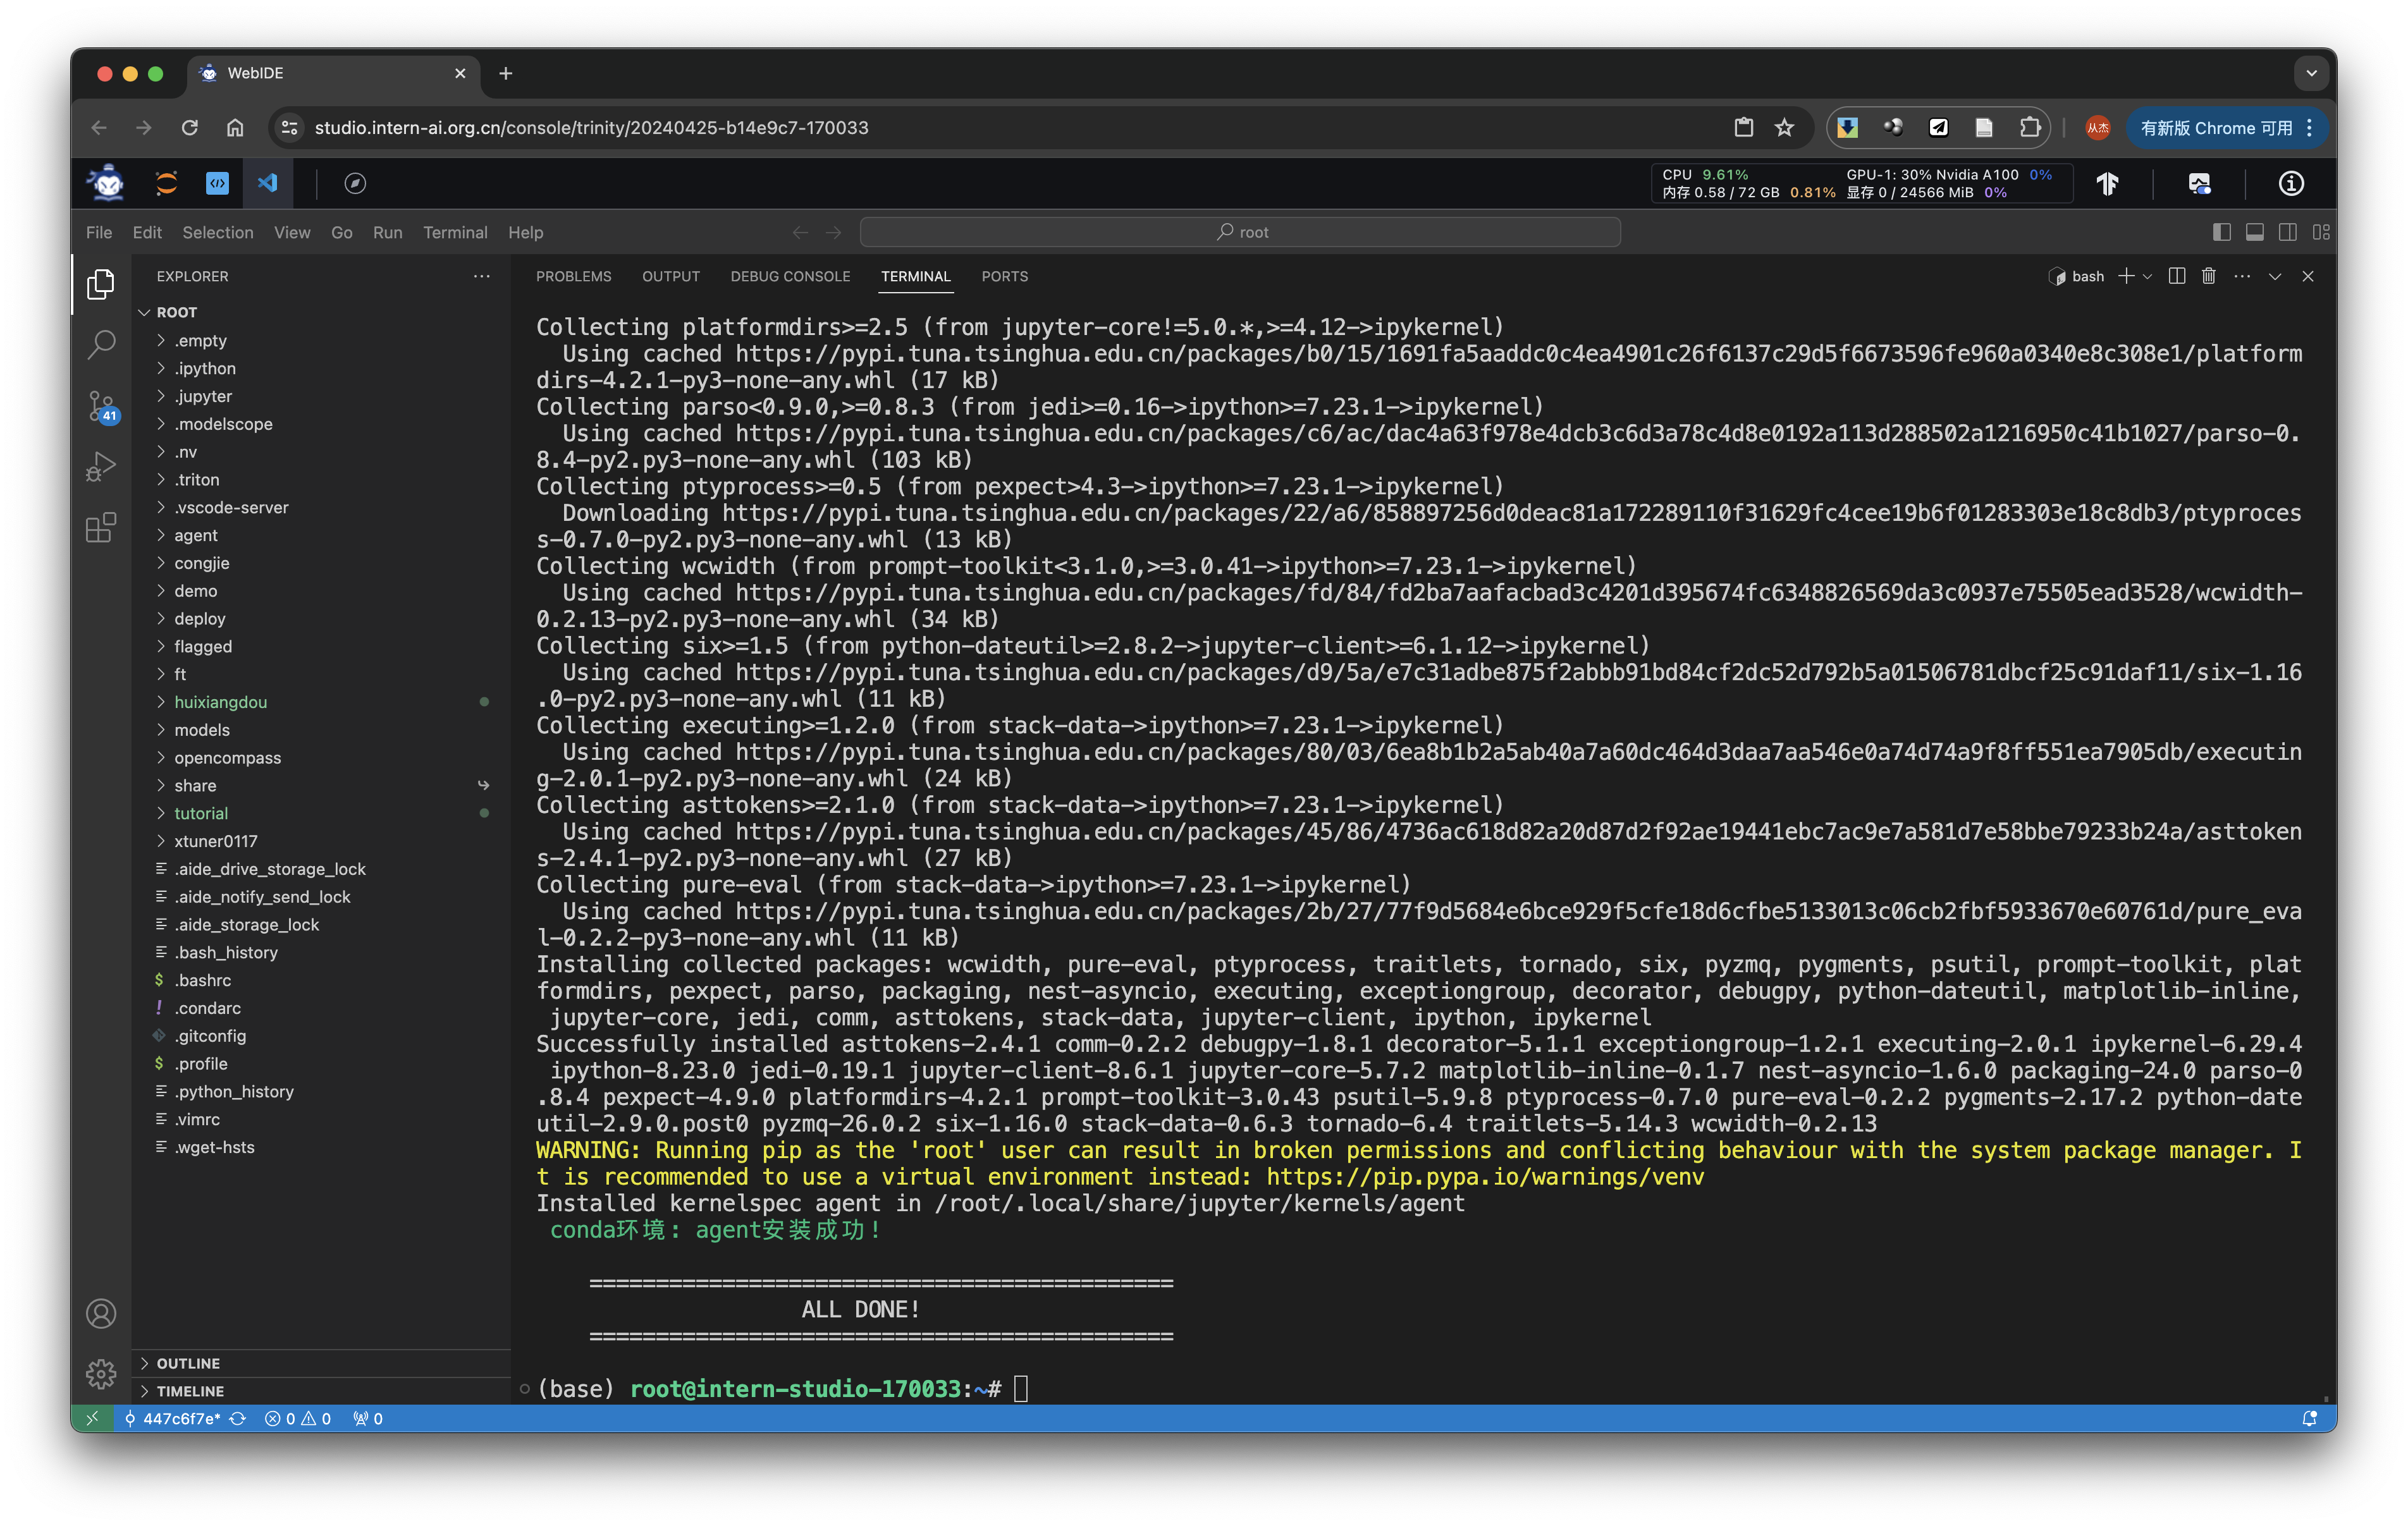 WebIDE
studio.intern-ai.org.cn/console/trinity/20240425-b14e9c7-170033
从杰
有新版 Chrome 可用
CPU 9.61% GPU-1: 30% Nvidia A100 0%
内存 0.58 / 72 GB 0.81% 显存 0 / 24566 MiB 0%
File Edit Selection View Go Run Terminal Help
root
EXPLORER
ROOT
.empty
.ipython
.jupyter
.modelscope
.nv
.triton
.vscode-server
agent
congjie
demo
deploy
flagged
ft
huixiangdou
models
opencompass
share
tutorial
xtuner0117
.aide_drive_storage_lock
.aide_notify_send_lock
.aide_storage_lock
.bash_history
.bashrc
.condarc
.gitconfig
.profile
.python_history
.vimrc
.wget-hsts
OUTLINE
TIMELINE
41
PROBLEMS OUTPUT DEBUG CONSOLE TERMINAL PORTS
bash
Collecting platformdirs>=2.5 (from jupyter-core!=5.0.*,>=4.12->ipykernel)
Using cached https://pypi.tuna.tsinghua.edu.cn/packages/b0/15/1691fa5aaddc0c4ea4901c26f6137c29d5f6673596fe960a0340e8c308e1/platform
dirs-4.2.1-py3-none-any.whl (17 kB)
Collecting parso<0.9.0,>=0.8.3 (from jedi>=0.16->ipython>=7.23.1->ipykernel)
Using cached https://pypi.tuna.tsinghua.edu.cn/packages/c6/ac/dac4a63f978e4dcb3c6d3a78c4d8e0192a113d288502a1216950c41b1027/parso-0.
8.4-py2.py3-none-any.whl (103 kB)
Collecting ptyprocess>=0.5 (from pexpect>4.3->ipython>=7.23.1->ipykernel)
Downloading https://pypi.tuna.tsinghua.edu.cn/packages/22/a6/858897256d0deac81a172289110f31629fc4cee19b6f01283303e18c8db3/ptyproces
s-0.7.0-py2.py3-none-any.whl (13 kB)
Collecting wcwidth (from prompt-toolkit<3.1.0,>=3.0.41->ipython>=7.23.1->ipykernel)
Using cached https://pypi.tuna.tsinghua.edu.cn/packages/fd/84/fd2ba7aafacbad3c4201d395674fc6348826569da3c0937e75505ead3528/wcwidth-
0.2.13-py2.py3-none-any.whl (34 kB)
Collecting six>=1.5 (from python-dateutil>=2.8.2->jupyter-client>=6.1.12->ipykernel)
Using cached https://pypi.tuna.tsinghua.edu.cn/packages/d9/5a/e7c31adbe875f2abbb91bd84cf2dc52d792b5a01506781dbcf25c91daf11/six-1.16
.0-py2.py3-none-any.whl (11 kB)
Collecting executing>=1.2.0 (from stack-data->ipython>=7.23.1->ipykernel)
Using cached https://pypi.tuna.tsinghua.edu.cn/packages/80/03/6ea8b1b2a5ab40a7a60dc464d3daa7aa546e0a74d74a9f8ff551ea7905db/executin
g-2.0.1-py2.py3-none-any.whl (24 kB)
Collecting asttokens>=2.1.0 (from stack-data->ipython>=7.23.1->ipykernel)
Using cached https://pypi.tuna.tsinghua.edu.cn/packages/45/86/4736ac618d82a20d87d2f92ae19441ebc7ac9e7a581d7e58bbe79233b24a/asttoken
s-2.4.1-py2.py3-none-any.whl (27 kB)
Collecting pure-eval (from stack-data->ipython>=7.23.1->ipykernel)
Using cached https://pypi.tuna.tsinghua.edu.cn/packages/2b/27/77f9d5684e6bce929f5cfe18d6cfbe5133013c06cb2fbf5933670e60761d/pure_eva
l-0.2.2-py3-none-any.whl (11 kB)
Installing collected packages: wcwidth, pure-eval, ptyprocess, traitlets, tornado, six, pyzmq, pygments, psutil, prompt-toolkit, plat
formdirs, pexpect, parso, packaging, nest-asyncio, executing, exceptiongroup, decorator, debugpy, python-dateutil, matplotlib-inline,
jupyter-core, jedi, comm, asttokens, stack-data, jupyter-client, ipython, ipykernel
Successfully installed asttokens-2.4.1 comm-0.2.2 debugpy-1.8.1 decorator-5.1.1 exceptiongroup-1.2.1 executing-2.0.1 ipykernel-6.29.4
ipython-8.23.0 jedi-0.19.1 jupyter-client-8.6.1 jupyter-core-5.7.2 matplotlib-inline-0.1.7 nest-asyncio-1.6.0 packaging-24.0 parso-0
.8.4 pexpect-4.9.0 platformdirs-4.2.1 prompt-toolkit-3.0.43 psutil-5.9.8 ptyprocess-0.7.0 pure-eval-0.2.2 pygments-2.17.2 python-date
util-2.9.0.post0 pyzmq-26.0.2 six-1.16.0 stack-data-0.6.3 tornado-6.4 traitlets-5.14.3 wcwidth-0.2.13
WARNING: Running pip as the 'root' user can result in broken permissions and conflicting behaviour with the system package manager. I
t is recommended to use a virtual environment instead: https://pip.pypa.io/warnings/venv
Installed kernelspec agent in /root/.local/share/jupyter/kernels/agent
conda环境: agent安装成功!
============================================
ALL DONE!
============================================
(base) root@intern-studio-170033:~#
447c6f7e* 0 0 0